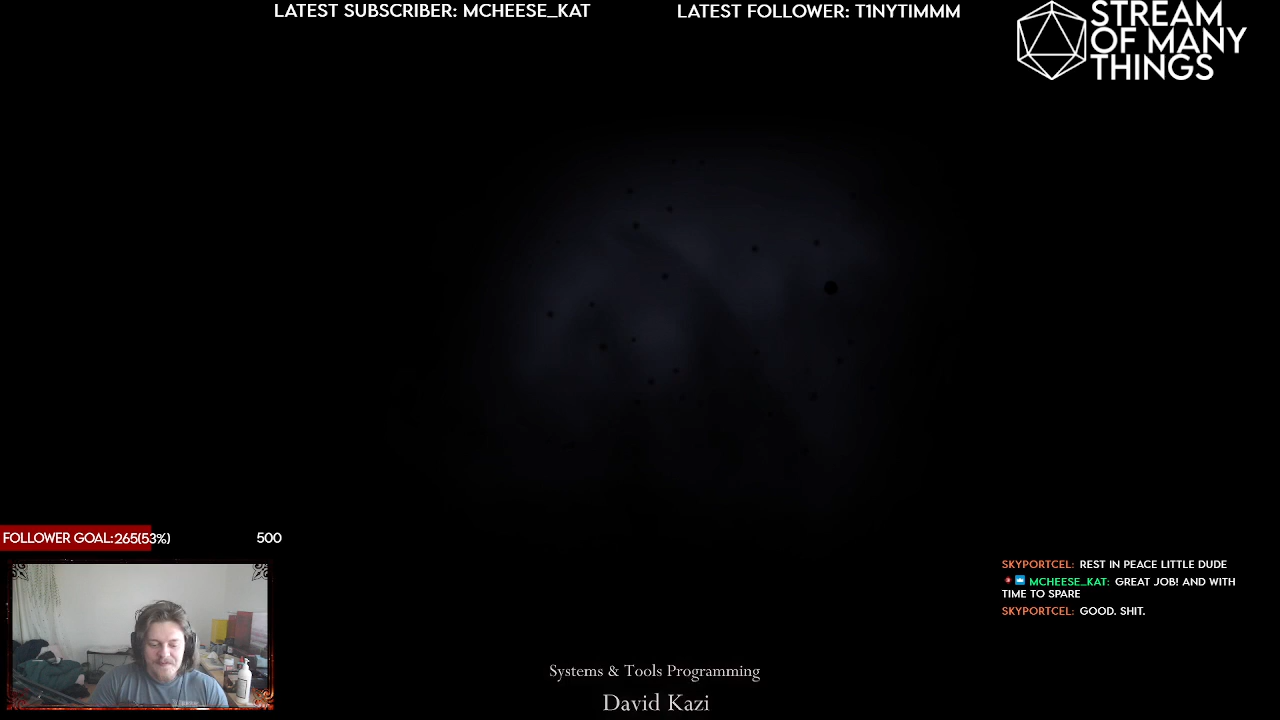 LATEST SUBSCRIBER: MCHEESE_KAT
LATEST FOLLOWER: T1NYTIMMM
STREAM
OF MANY
THINGS
FOLLOWER GOAL: 265(53%)
500
SKYPORTCEL: REST IN PEACE LITTLE DUDE
MCHEESE_KAT: GREAT JOB! AND WITH
TIME TO SPARE
SKYPORTCEL: GOOD. SHIT.
Systems & Tools Programming
David Kazi